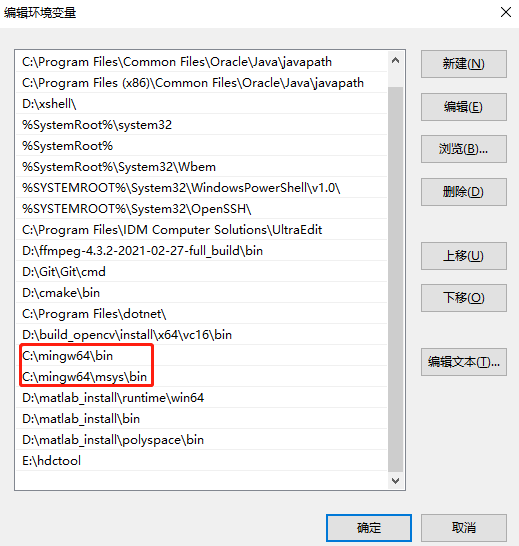 编辑环境变量
C:\Program Files\Common Files\Oracle\Java\javapath
C:\Program Files (x86)\Common Files\Oracle\Java\javapath
D:\xshell\
%SystemRoot%\system32
%SystemRoot%
%SystemRoot%\System32\Wbem
%SYSTEMROOT%\System32\WindowsPowerShell\v1.0\
%SYSTEMROOT%\System32\OpenSSH\
C:\Program Files\IDM Computer Solutions\UltraEdit
D:\ffmpeg-4.3.2-2021-02-27-full_build\bin
D:\Git\Git\cmd
D:\cmake\bin
C:\Program Files\dotnet\
D:\build_opencv\install\x64\vc16\bin
C:\mingw64\bin
C:\mingw64\msys\bin
D:\matlab_install\runtime\win64
D:\matlab_install\bin
D:\matlab_install\polyspace\bin
E:\hdctool
新建(N)
编辑(E)
浏览(B)...
删除(D)
上移(U)
下移(O)
编辑文本(T)...
确定
取消